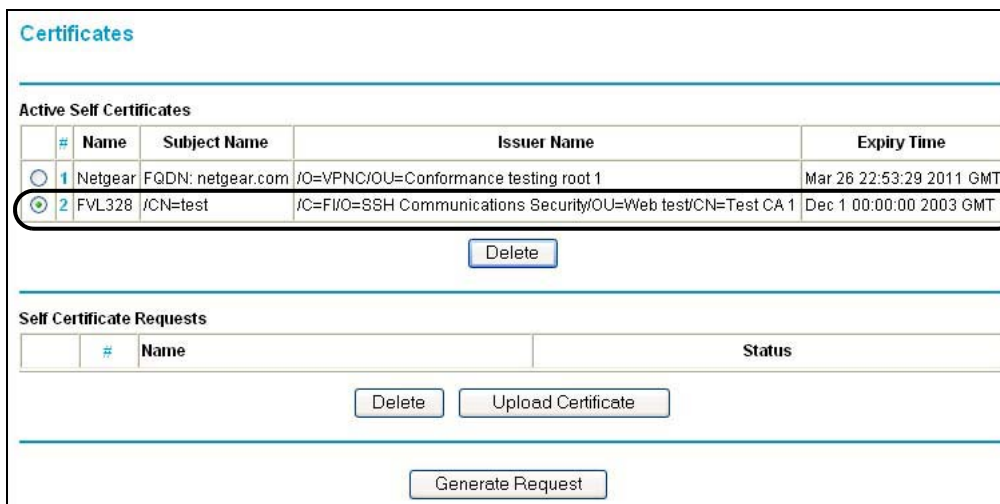 Certificates
Active Self Certificates
# Name Subject Name Issuer Name Expiry Time
1 Netgear FQDN: netgear.com /O=VPNC/OU=Conformance testing root 1 Mar 26 22:53:29 2011 GMT
2 FVL328 /CN=test /C=FI/O=SSH Communications Security/OU=Web test/CN=Test CA 1 Dec 1 00:00:00 2003 GMT
Delete
Self Certificate Requests
# Name Status
Delete Upload Certificate
Generate Request